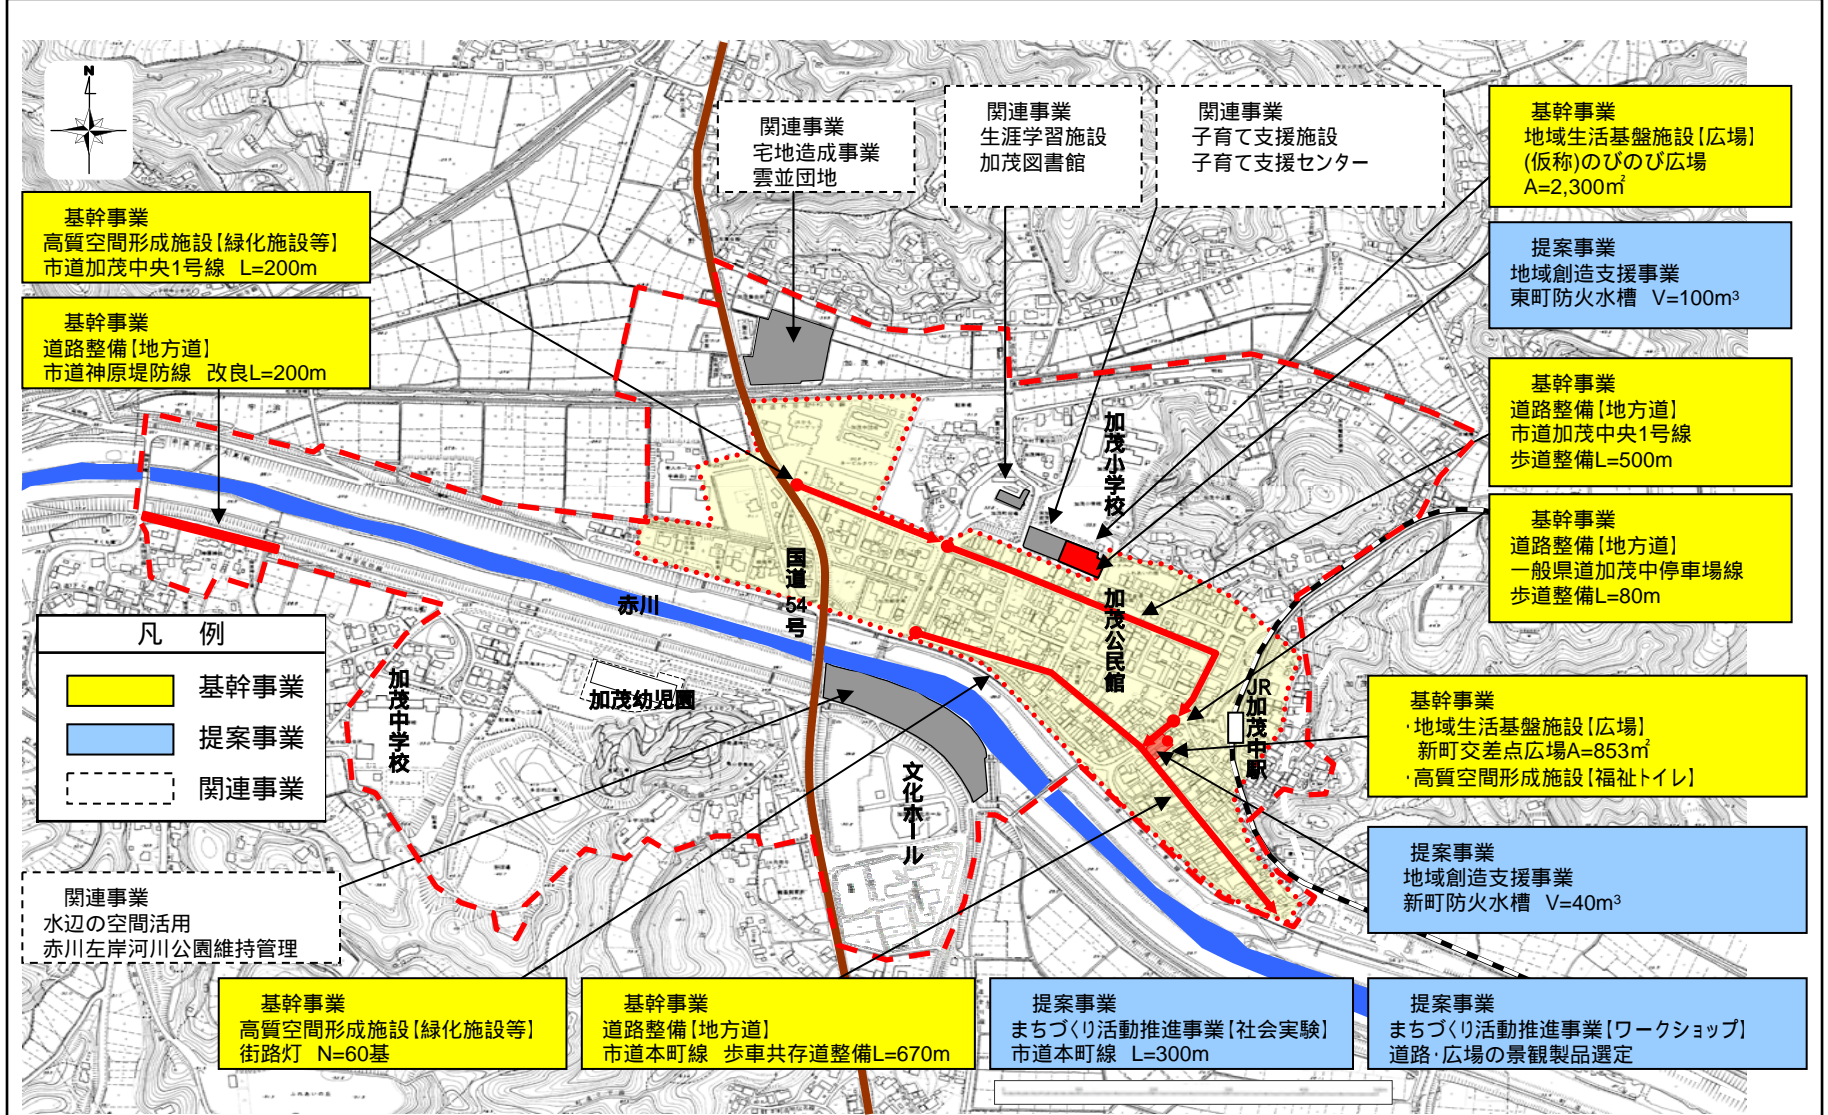 N
関連事業
宅地造成事業
雲並団地
関連事業
生涯学習施設
加茂図書館
関連事業
子育て支援施設
子育て支援センター
基幹事業
地域生活基盤施設【広場】
(仮称)のびのび広場
A=2,300㎡
基幹事業
高質空間形成施設【緑化施設等】
市道加茂中央1号線 L=200m
提案事業
地域創造支援事業
東町防火水槽 V=100m³
基幹事業
道路整備【地方道】
市道神原堤防線 改良L=200m
基幹事業
道路整備【地方道】
市道加茂中央1号線
歩道整備L=500m
加茂小学校
基幹事業
道路整備【地方道】
一般県道加茂中停車場線
歩道整備L=80m
国道54号
赤川
加茂公民館
凡 例
基幹事業
提案事業
関連事業
加茂中学校
加茂幼児園
JR加茂中駅
基幹事業
・地域生活基盤施設【広場】
新町交差点広場A=853㎡
・高質空間形成施設【福祉トイレ】
文化ホール
提案事業
地域創造支援事業
新町防火水槽 V=40m³
関連事業
水辺の空間活用
赤川左岸河川公園維持管理
基幹事業
高質空間形成施設【緑化施設等】
街路灯 N=60基
基幹事業
道路整備【地方道】
市道本町線 歩車共存道整備L=670m
提案事業
まちづくり活動推進事業【社会実験】
市道本町線 L=300m
提案事業
まちづくり活動推進事業【ワークショップ】
道路・広場の景観製品選定